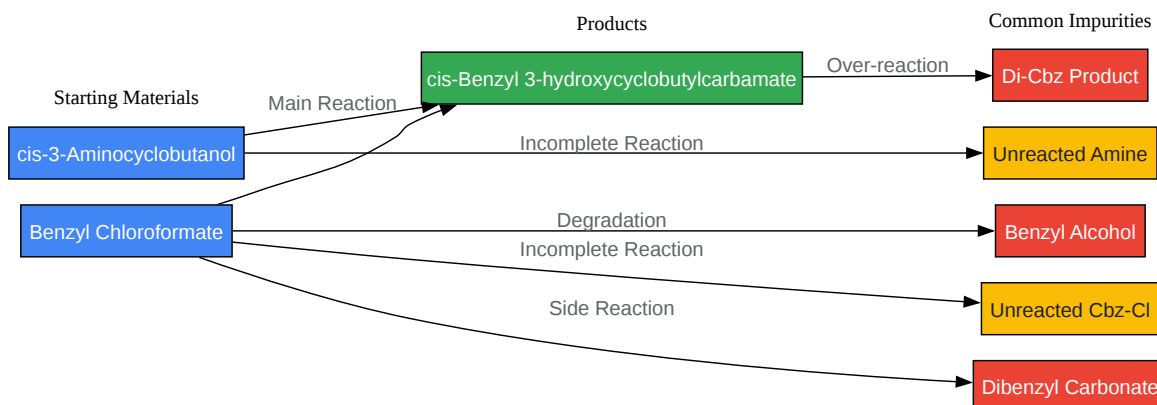 Products
Common Impurities
cis-Benzyl 3-hydroxycyclobutylcarbamate
Over-reaction
Di-Cbz Product
Starting Materials
Main Reaction
cis-3-Aminocyclobutanol
Incomplete Reaction
Unreacted Amine
Benzyl Chloroformate
Degradation
Benzyl Alcohol
Incomplete Reaction
Unreacted Cbz-Cl
Side Reaction
Dibenzyl Carbonate